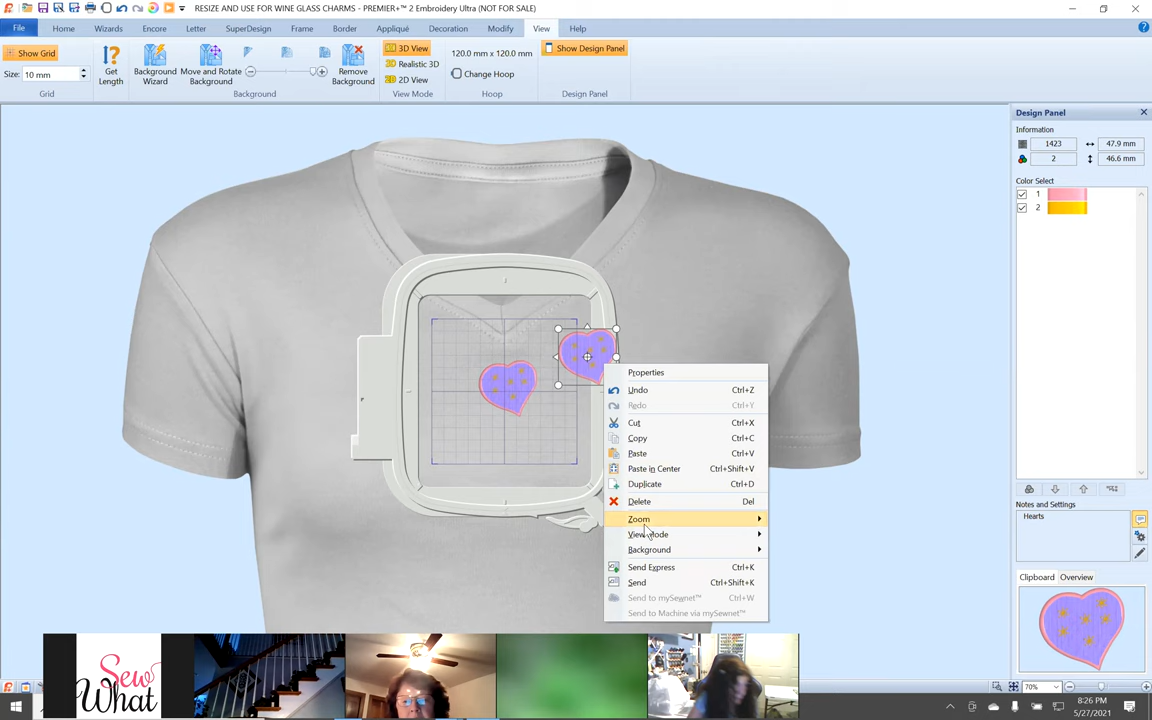 RESIZE AND USE FOR WINE GLASS CHARMS - PREMIER+™ 2 Embroidery Ultra (NOT FOR SALE)
File Home Wizards Encore Letter SuperDesign Frame Border Appliqué Decoration Modify View Help
Show Grid
Size: 10 mm
Grid
Get Length
Background Wizard
Move and Rotate Background
Remove Background
Background
3D View
Realistic 3D
2D View
View Mode
120.0 mm x 120.0 mm
Change Hoop
Hoop
Show Design Panel
Design Panel
Design Panel
Information
1423 47.9 mm
2 46.6 mm
Color Select
1
2
Notes and Settings
Hearts
Clipboard Overview
Properties
Undo Ctrl+Z
Redo Ctrl+Y
Cut Ctrl+X
Copy Ctrl+C
Paste Ctrl+V
Paste in Center Ctrl+Shift+V
Duplicate Ctrl+D
Delete Del
Zoom
View Mode
Background
Send Express Ctrl+K
Send Ctrl+Shift+K
Send to mySewnet™ Ctrl+W
Send to Machine via mySewnet™
Sew
What
70%
8:26 PM
5/27/2021